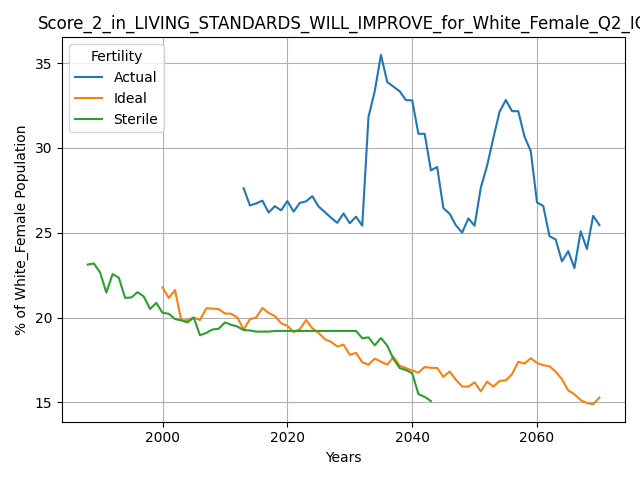 Score_2_in_LIVING_STANDARDS_WILL_IMPROVE_for_White_Female_Q2_IQ
Fertility
Actual
Ideal
Sterile
% of White_Female Population
35
30
25
20
15
2000
2020
2040
2060
Years